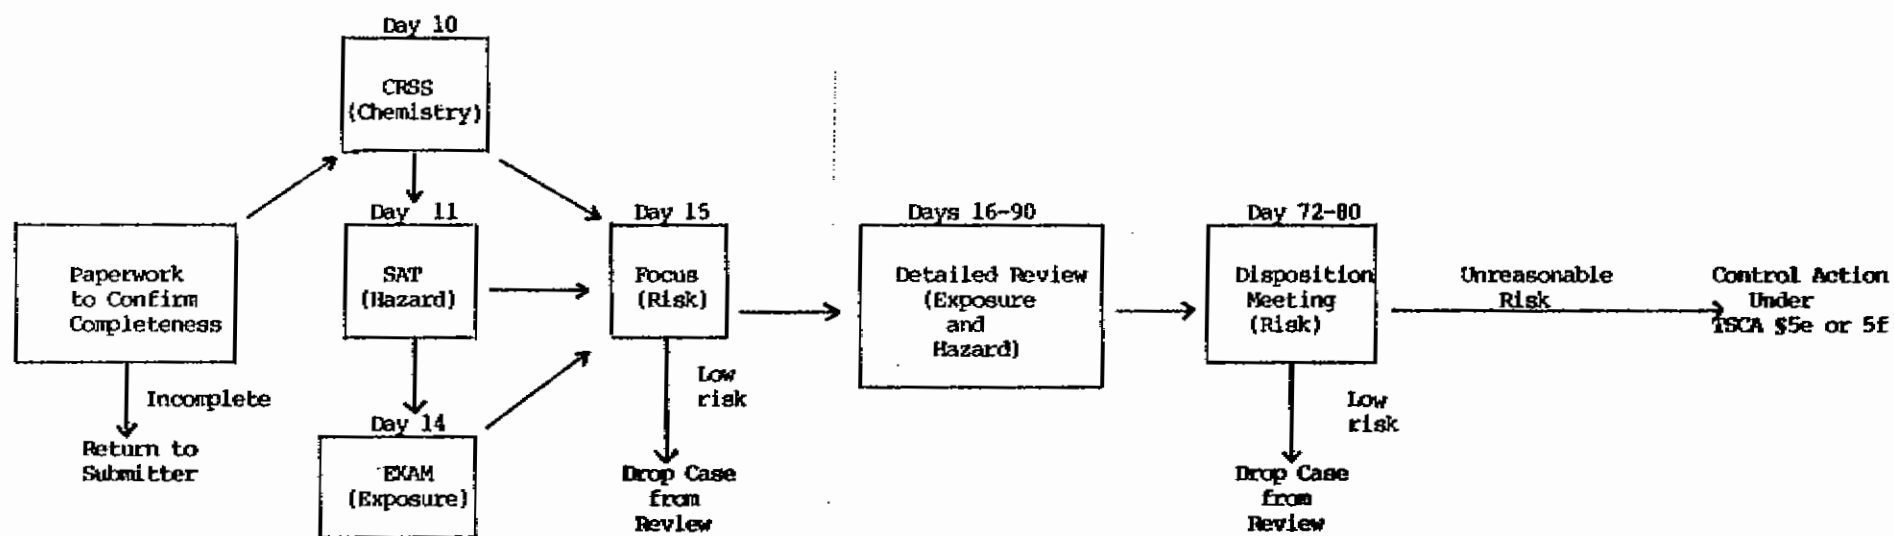 Day 10
CRSS
(Chemistry)
Paperwork
to Confirm
Completeness
Incomplete
Return to
Submitter
Day 11
SAT
(Hazard)
Day 14
EXAM
(Exposure)
Day 15
Focus
(Risk)
Low
risk
Drop Case
from
Review
Days 16-90
Detailed Review
(Exposure
and
Hazard)
Day 72-80
Disposition
Meeting
(Risk)
Low
risk
Drop Case
from
Review
Unreasonable
Risk
Control Action
Under
TSCA §5e or 5f